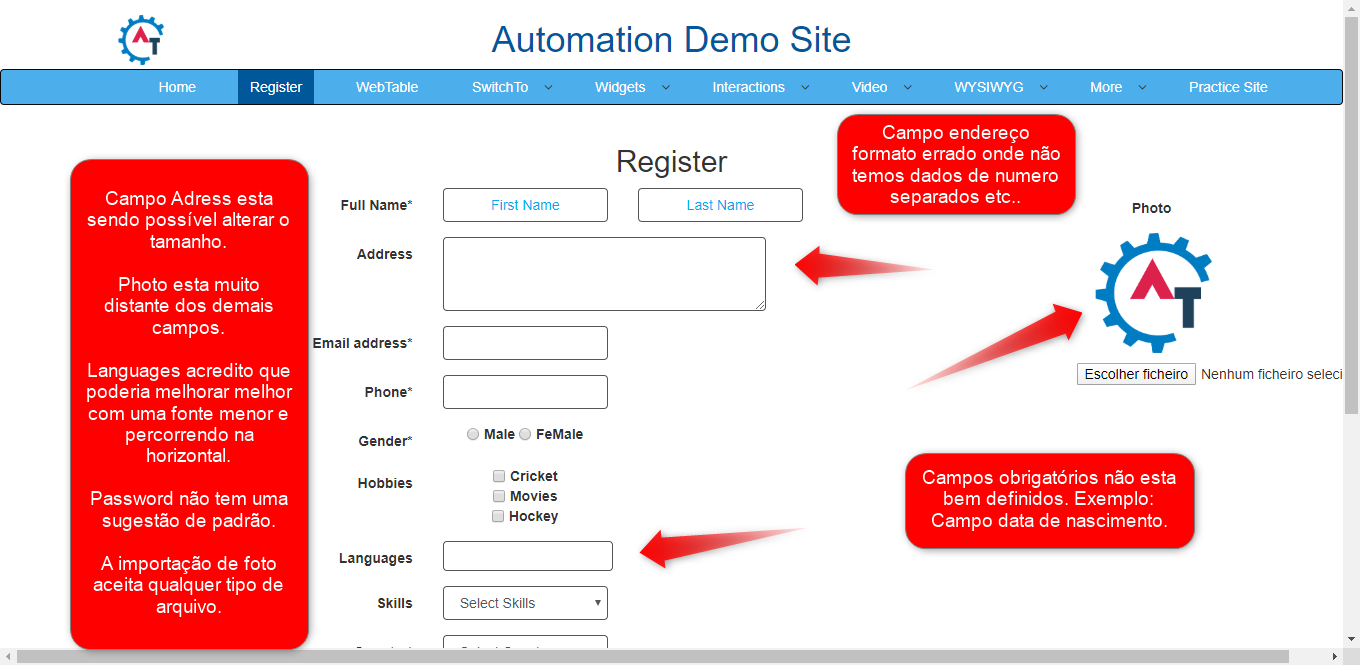 AT
Automation Demo Site
Home Register WebTable SwitchTo Widgets Interactions Video WYSIWYG More Practice Site
Register
Campo endereço
formato errado onde não
temos dados de numero
separados etc..
Campo Adress esta
sendo possível alterar o
tamanho.
Photo esta muito
distante dos demais
campos.
Languages acredito que
poderia melhorar melhor
com uma fonte menor e
percorrendo na
horizontal.
Password não tem uma
sugestão de padrão.
A importação de foto
aceita qualquer tipo de
arquivo.
Full Name* First Name Last Name
Address
Email address*
Phone*
Gender* Male FeMale
Hobbies Cricket
Movies
Hockey
Languages
Skills Select Skills
Photo
AT
Escolher ficheiro Nenhum ficheiro seleci
Campos obrigatórios não esta
bem definidos. Exemplo:
Campo data de nascimento.